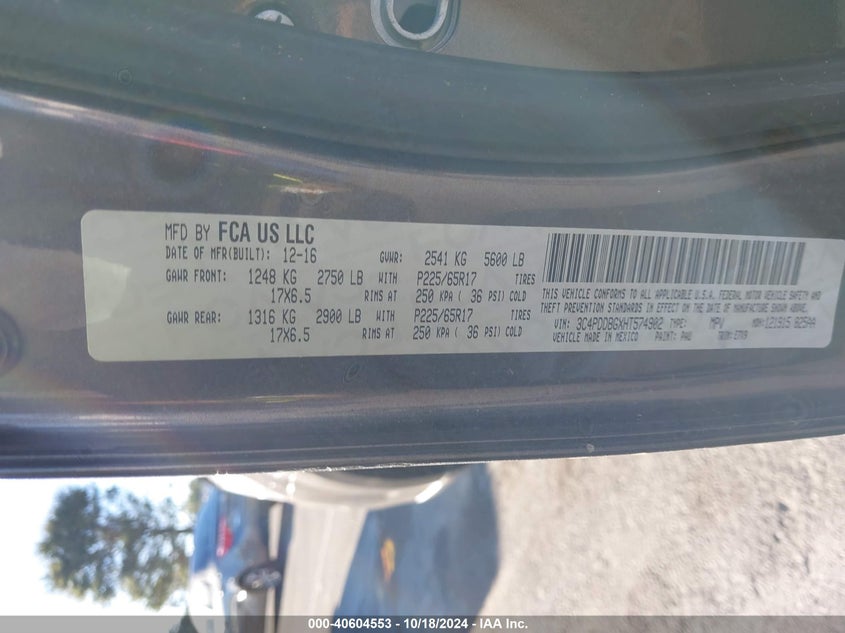 MFD BY FCA US LLC
DATE OF MFR(BUILT): 12-16 GVWR: 2541 KG 5600 LB
GAWR FRONT: 1248 KG 2750 LB WITH P225/65R17 TIRES
17X6.5 RIMS AT 250 KPA ( 36 PSI) COLD
GAWR REAR: 1316 KG 2900 LB WITH P225/65R17 TIRES
17X6.5 RIMS AT 250 KPA ( 36 PSI) COLD
THIS VEHICLE CONFORMS TO ALL APPLICABLE U.S.A. FEDERAL MOTOR VEHICLE SAFETY AND
THEFT PREVENTION STANDARDS IN EFFECT ON THE DATE OF MANUFACTURE SHOWN ABOVE.
VIN: 3C4PDDBGXHT574902 TYPE: MPV MDH: 121915 825AA
VEHICLE MADE IN MEXICO PAINT: PAU TRIM:
000-40604553 - 10/18/2024 - IAA Inc.